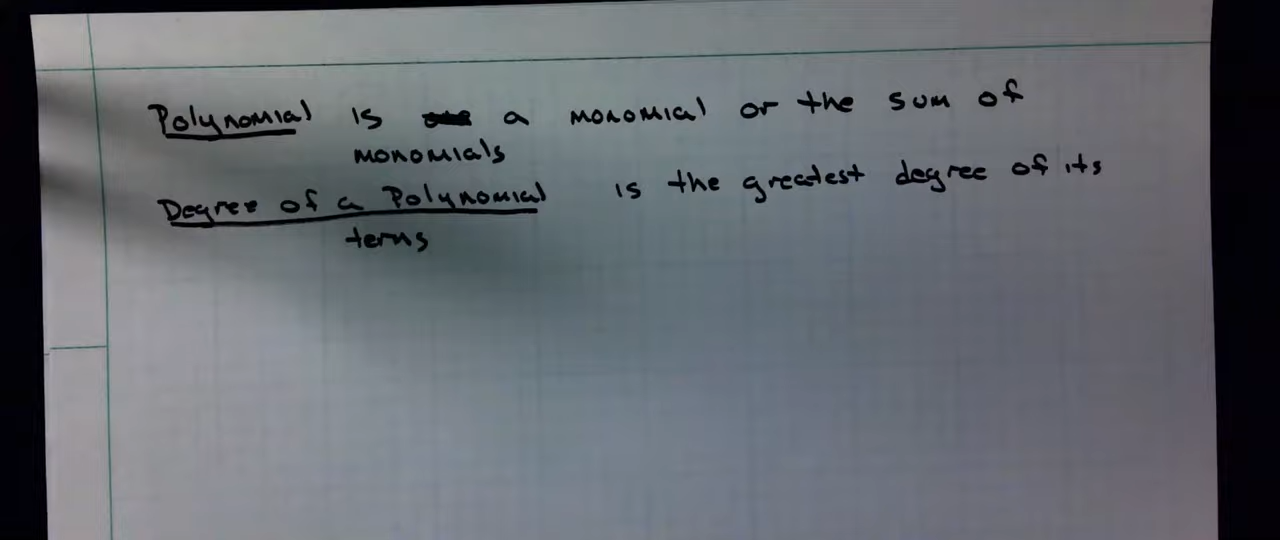 Polynomial is a monomial or the sum of
monomials
Degree of a Polynomial is the greatest degree of its
terms